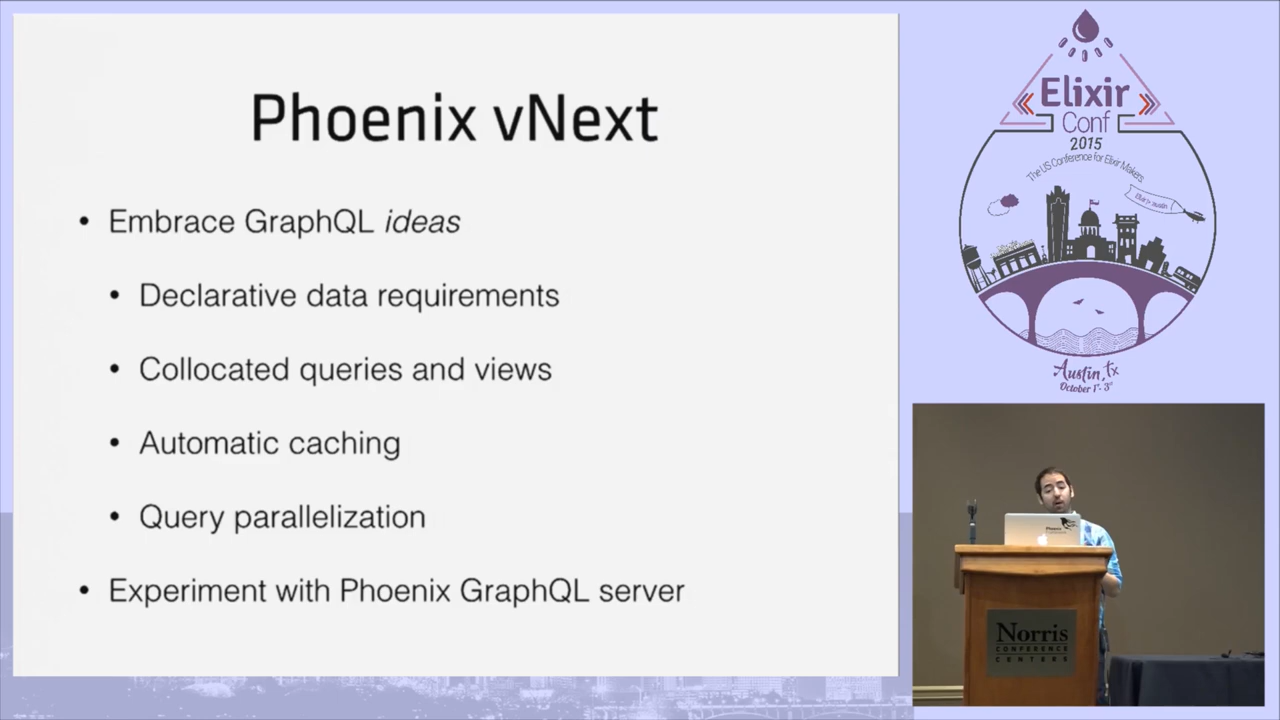 Phoenix vNext
• Embrace GraphQL ideas
• Declarative data requirements
• Collocated queries and views
• Automatic caching
• Query parallelization
• Experiment with Phoenix GraphQL server
Elixir
Conf
2015
The US Conference for Elixir Makers
Austin, TX
October 1st - 3rd
Phoenix
Norris
CONFERENCE
CENTERS